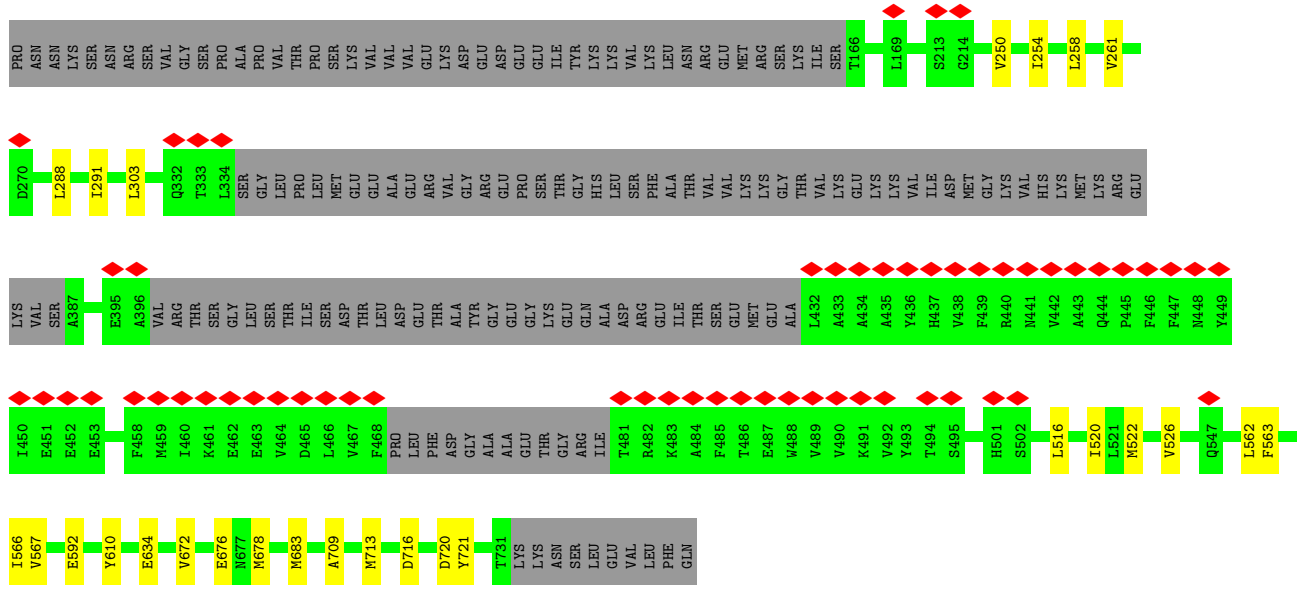 PRO ASN ASN LYS SER ASN ARG SER VAL GLY SER PRO ALA PRO VAL THR PRO SER LYS VAL VAL VAL GLU LYS ASP GLU ASP GLU GLU ILE TYR LYS LYS VAL LYS LEU ASN ARG GLU MET ARG SER LYS ILE SER T166 L169 S213 G214 V250 I254 L258 V261
D270 L288 I291 L303 Q332 T333 L334 SER GLY LEU PRO LEU MET GLU GLU ALA GLU ARG VAL GLY ARG GLU PRO SER THR GLY HIS LEU SER PHE ALA THR VAL VAL LYS LYS GLY THR VAL LYS GLU LYS LYS VAL ILE ASP MET GLY LYS VAL HIS LYS MET LYS ARG GLU
LYS VAL SER A387 E395 A396 VAL ARG THR SER GLY LEU SER THR ILE SER ASP THR LEU ASP GLU THR ALA TYR GLY GLU GLY LYS GLU GLN ALA ASP ARG GLU ILE THR SER GLU MET GLU ALA L432 A433 A434 A435 Y436 H437 V438 F439 R440 N441 V442 A443 Q444 P445 F446 F447 N448 Y449
I450 E451 E452 E453 F458 M459 I460 K461 E462 E463 V464 D465 L466 V467 F468 PRO LEU PHE ASP GLY ALA ALA GLU THR GLY ARG ILE T481 R482 K483 A484 F485 T486 E487 W488 V489 V490 K491 V492 Y493 T494 S495 H501 S502 L516 I520 L521 M522 V526 Q547 L562 F563
I566 V567 E592 Y610 E634 V672 E676 N677 M678 M683 A709 M713 D716 D720 Y721 T731 LYS LYS ASN SER LEU GLU VAL LEU PHE GLN